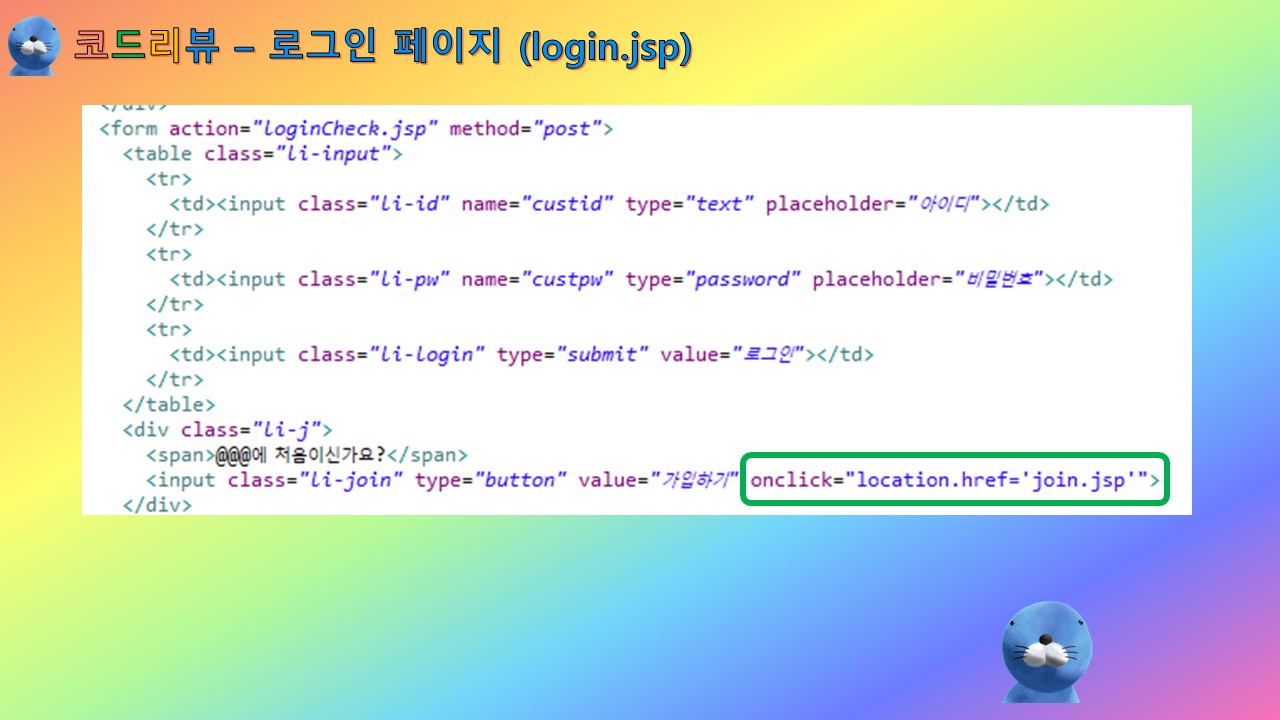 코드리뷰 – 로그인 페이지 (login.jsp)
</div>
<form action="loginCheck.jsp" method="post">
<table class="li-input">
<tr>
<td><input class="li-id" name="custid" type="text" placeholder="아이디"></td>
</tr>
<tr>
<td><input class="li-pw" name="custpw" type="password" placeholder="비밀번호"></td>
</tr>
<tr>
<td><input class="li-login" type="submit" value="로그인"></td>
</tr>
</table>
<div class="li-j">
<span>@@@에 처음이신가요?</span>
<input class="li-join" type="button" value="가입하기" onclick="location.href='join.jsp'">
</div>